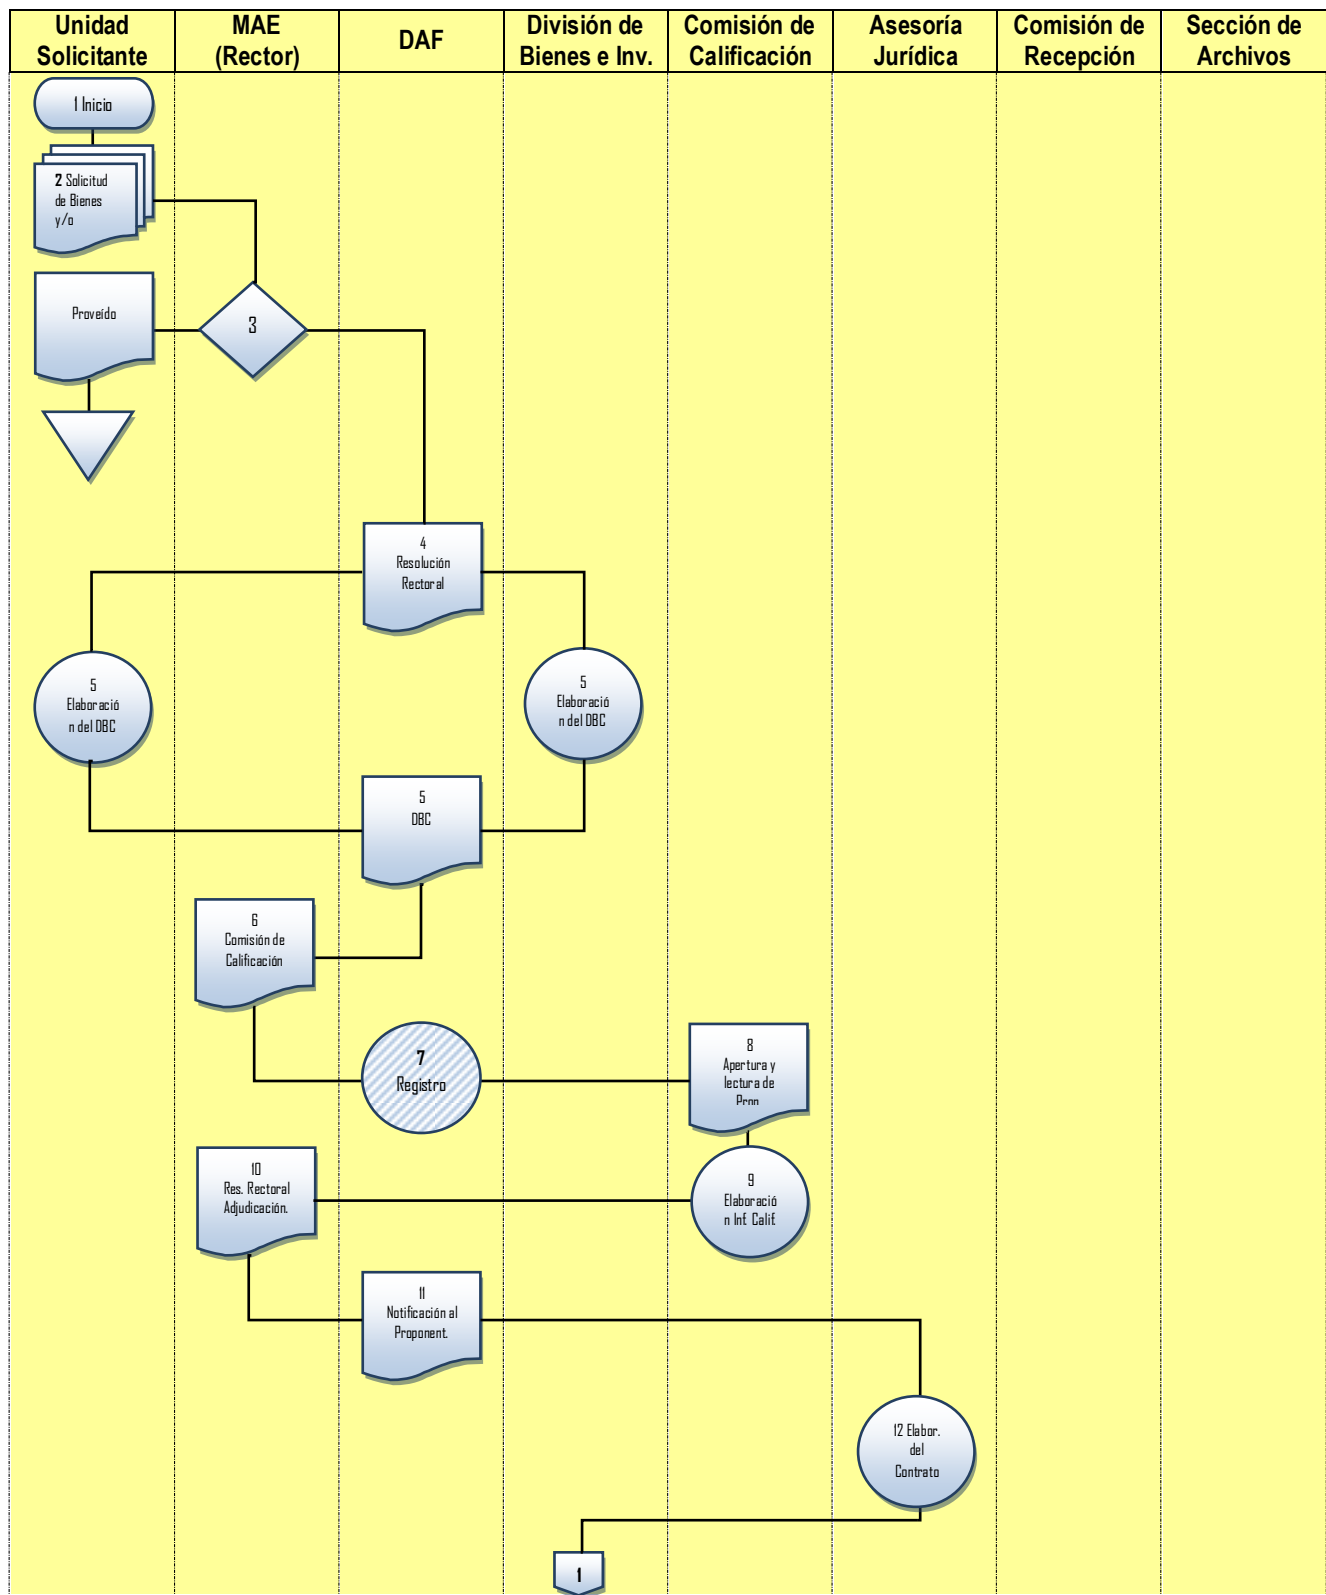 Unidad
Solicitante
MAE
(Rector)
DAF
División de
Bienes e Inv.
Comisión de
Calificación
Asesoría
Jurídica
Comisión de
Recepción
Sección de
Archivos
1 Inicio
2 Solicitud
de Bienes
y/o
Proveído
3
4
Resolución
Rectoral
5
Elaboració
n del DBC
5
Elaboració
n del DBC
5
DBC
6
Comisión de
Calificación
7
Registro
8
Apertura y
lectura de
10
Res. Rectoral
Adjudicación.
9
Elaboració
n Inf. Calif.
11
Notificación al
Proponent.
12 Elabor.
del
Contrato
1